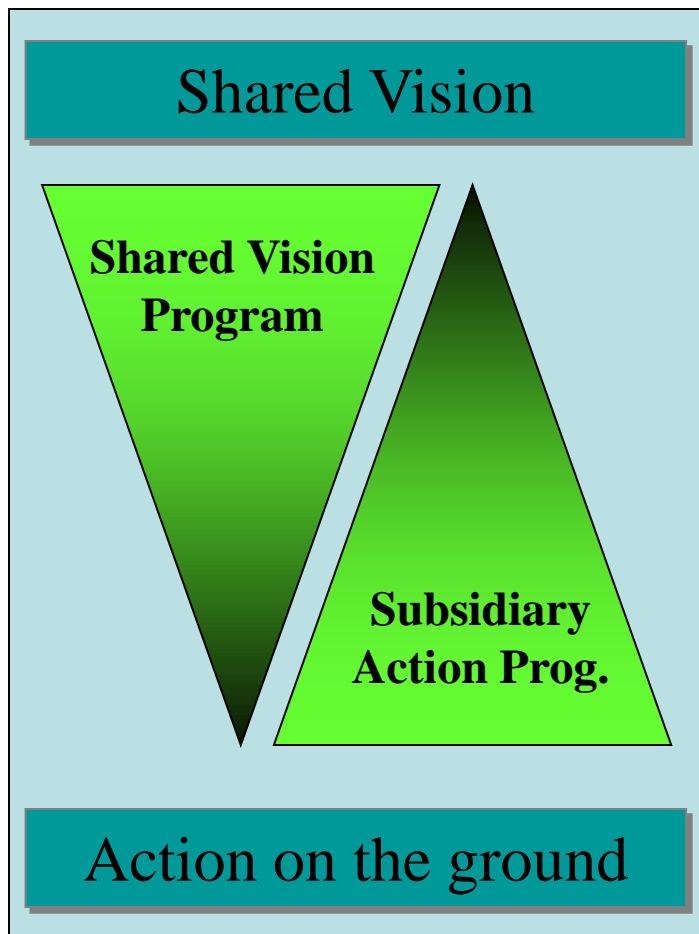 Shared Vision
Shared Vision
Program
Subsidiary
Action Prog.
Action on the ground